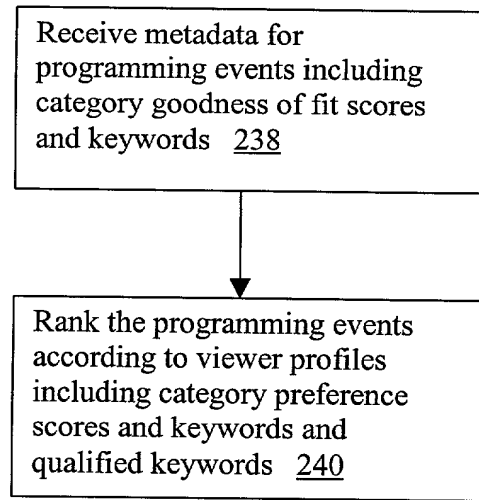 Receive metadata for
programming events including
category goodness of fit scores
and keywords 238
Rank the programming events
according to viewer profiles
including category preference
scores and keywords and
qualified keywords 240